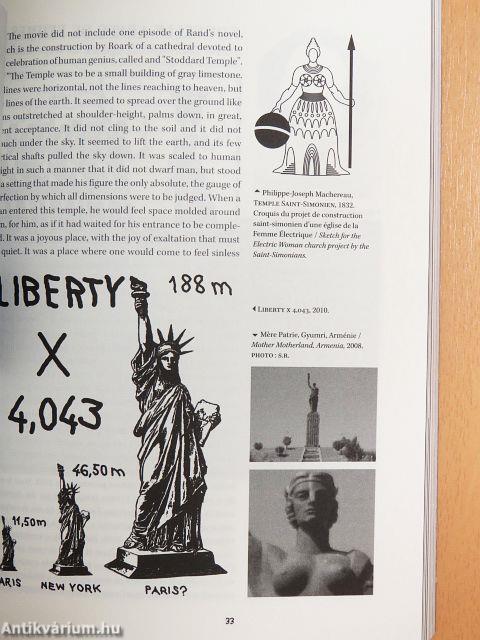 The movie did not include one episode of Rand's novel,
ch is the construction by Roark of a cathedral devoted to
celebration of human genius, called and "Stoddard Temple".
"The Temple was to be a small building of gray limestone.
lines were horizontal, not the lines reaching to heaven, but
lines of the earth. It seemed to spread over the ground like
ns outstretched at shoulder-height, palms down, in great,
ent acceptance. It did not cling to the soil and it did not
ouch under the sky. It seemed to lift the earth, and its few
rtical shafts pulled the sky down. It was scaled to human
ight in such a manner that it did not dwarf man, but stood
a setting that made his figure the only absolute, the gauge of
rfection by which all dimensions were to be judged. When a
an entered this temple, he would feel space molded around
n, for him, as if it had waited for his entrance to be comple-
d. It was a joyous place, with the joy of exaltation that must
quiet. It was a place where one would come to feel sinless
Philippe-Joseph Machereau,
TEMPLE SAINT-SIMONIEN, 1832.
Croquis du projet de construction
saint-simonien d'une église de la
Femme Électrique / Sketch for the
Electric Woman church project by the
Saint-Simonians.
LIBERTY X 4,043, 2010.
Mère Patrie, Gyumri, Arménie /
Mother Motherland, Armenia, 2008.
PHOTO : S.R.
LIBERTY
X
4,043
188 m
46,50 m
11,50 m
ARIS
NEW YORK
PARIS?
33
Antikvárium.hu